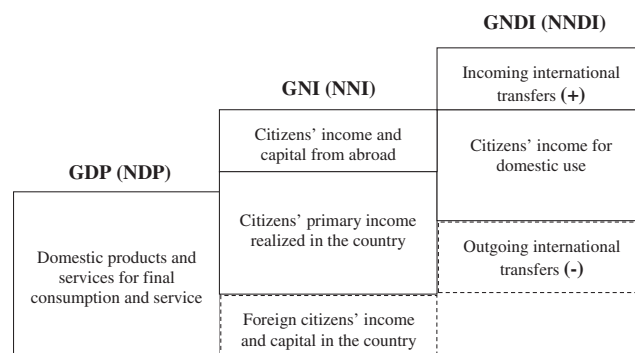 GNDI (NNDI)
Incoming international
transfers (+)
GNI (NNI)
Citizens' income and
capital from abroad
Citizens' income for
domestic use
GDP (NDP)
Citizens' primary income
realized in the country
Domestic products and
services for final
consumption and service
Outgoing international
transfers (-)
Foreign citizens' income
and capital in the country